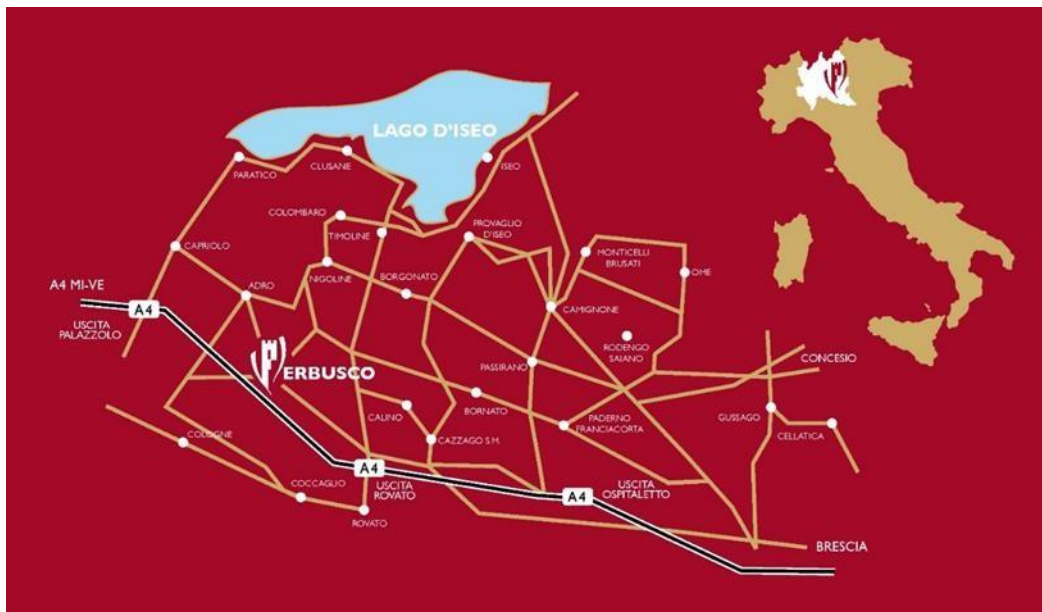 LAGO D'ISEO
PARATICO
CLUSANE
ISEO
COLOMBARO
TIMOLINE
PROVAGLIO
D'ISEO
CAPRIOLO
MONTICELLI
BRUSATI
OME
A4 MI-VE
ADRO
NIGOLINE
BORGONATO
A4
USCITA
PALAZZOLO
CAMIGNONE
RODENGO
SAIANO
ERBUSCO
PASSIRANO
CONCESIO
CALINO
BORNATO
PADERNO
FRANCIACORTA
GUSSAGO
CELLATICA
COLOGNE
CAZZAGO S.M.
A4
USCITA
ROVATO
COCCAGLIO
ROVATO
A4
USCITA
OSPITALETTO
BRESCIA